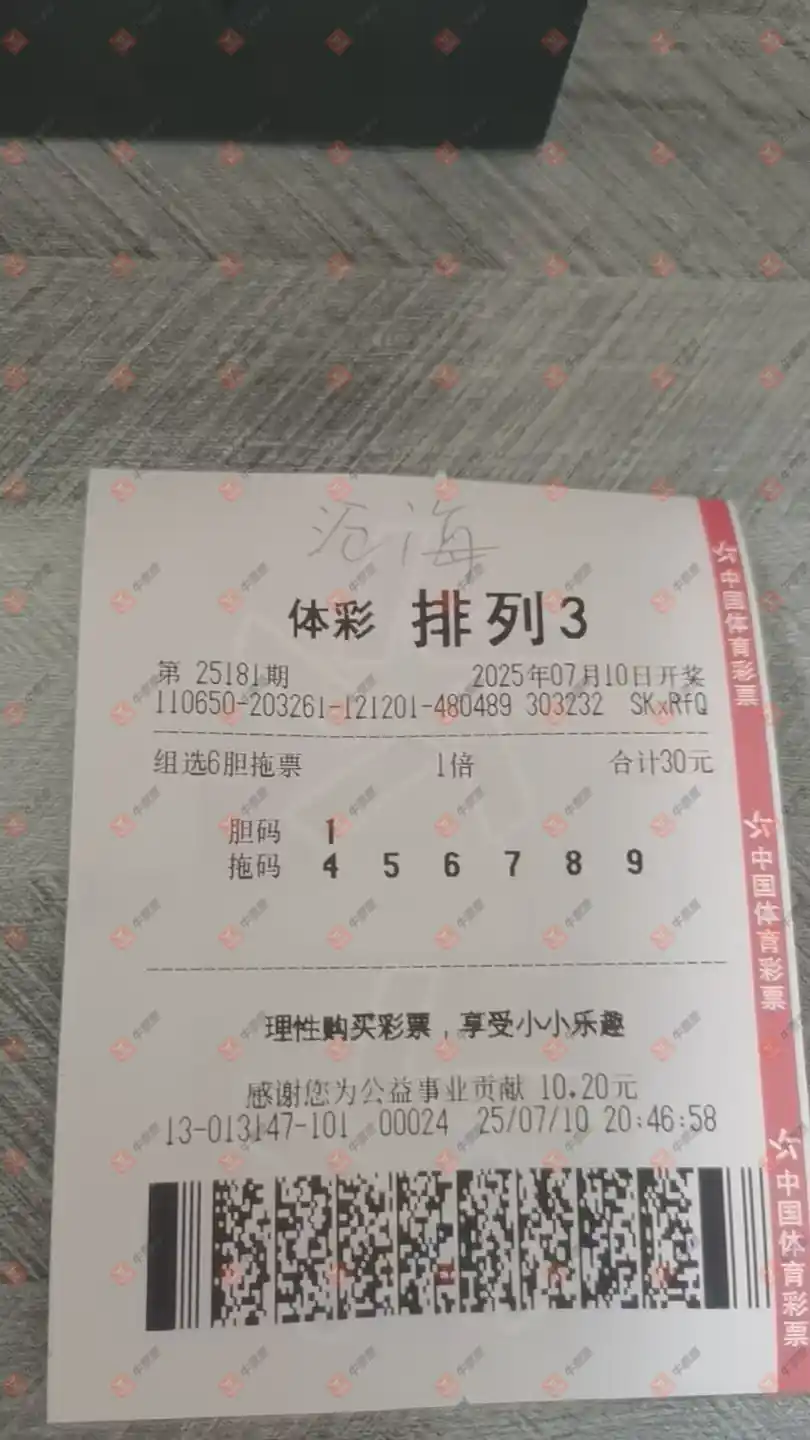 沧海
体彩 排列3
第 25181期 2025年07月10日开奖
110650-203261-121201-480489 303232 SKxRfQ
组选6胆拖票 1倍 合计30元
胆码 1
拖码 4 5 6 7 8 9
理性购买彩票，享受小小乐趣
感谢您为公益事业贡献 10.20元
13-013147-101 00024 25/07/10 20:46:58
中国体育彩票
中国体育彩票
中国体育彩票